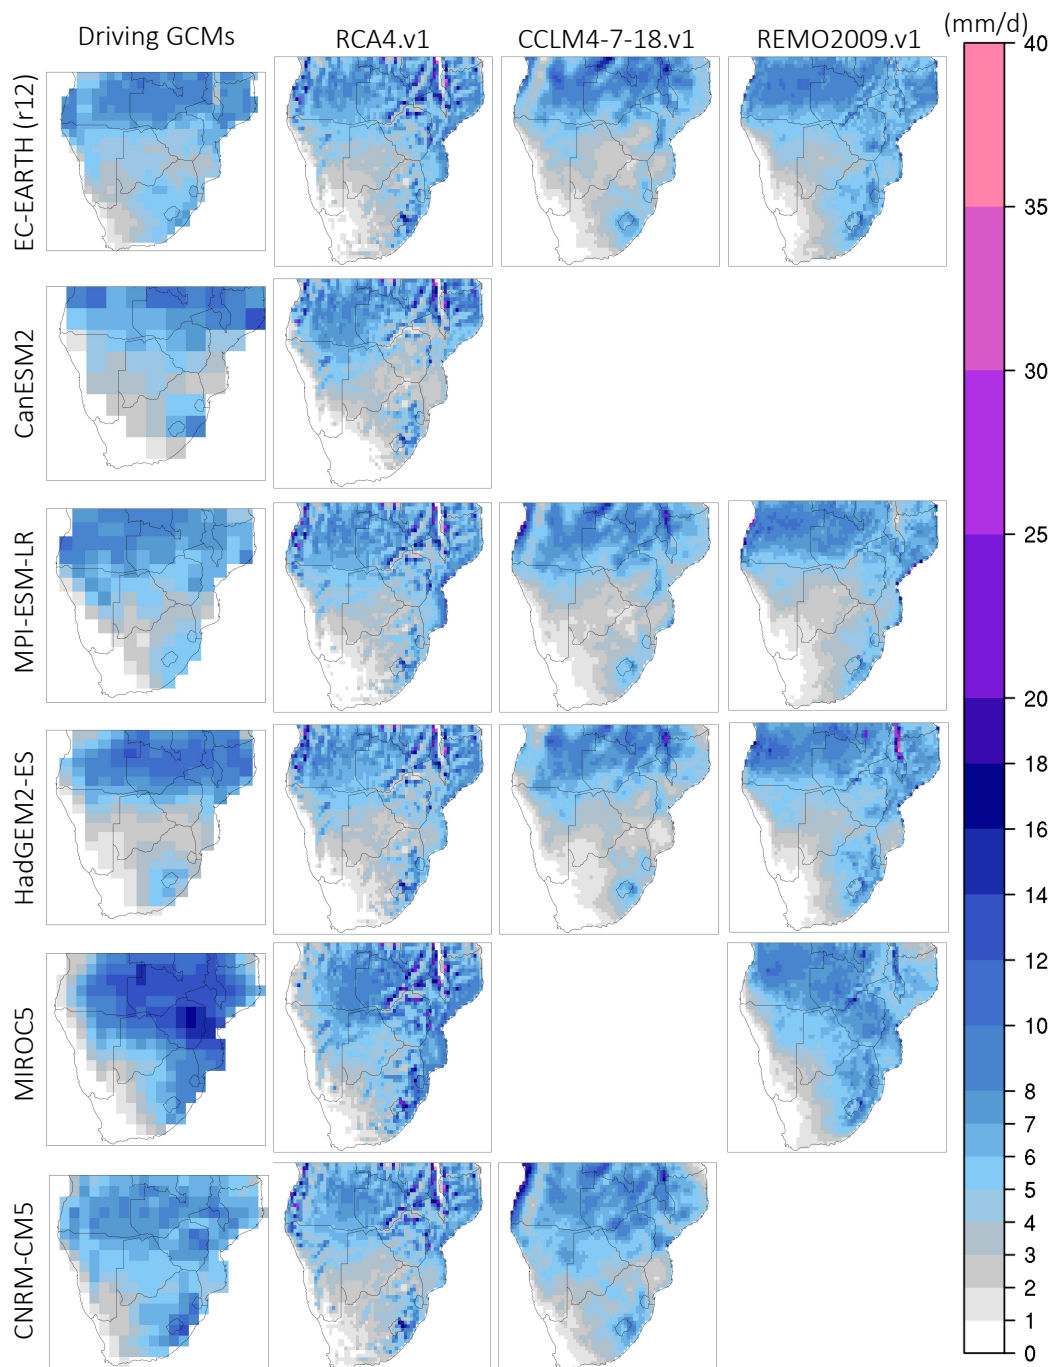 (mm/d)
Driving GCMs RCA4.v1 CCLM4-7-18.v1 REMO2009.v1
EC-EARTH (r12)
CanESM2
MPI-ESM-LR
HadGEM2-ES
MIROC5
CNRM-CM5
40
35
30
25
20
18
16
14
12
10
8
7
6
5
4
3
2
1
0